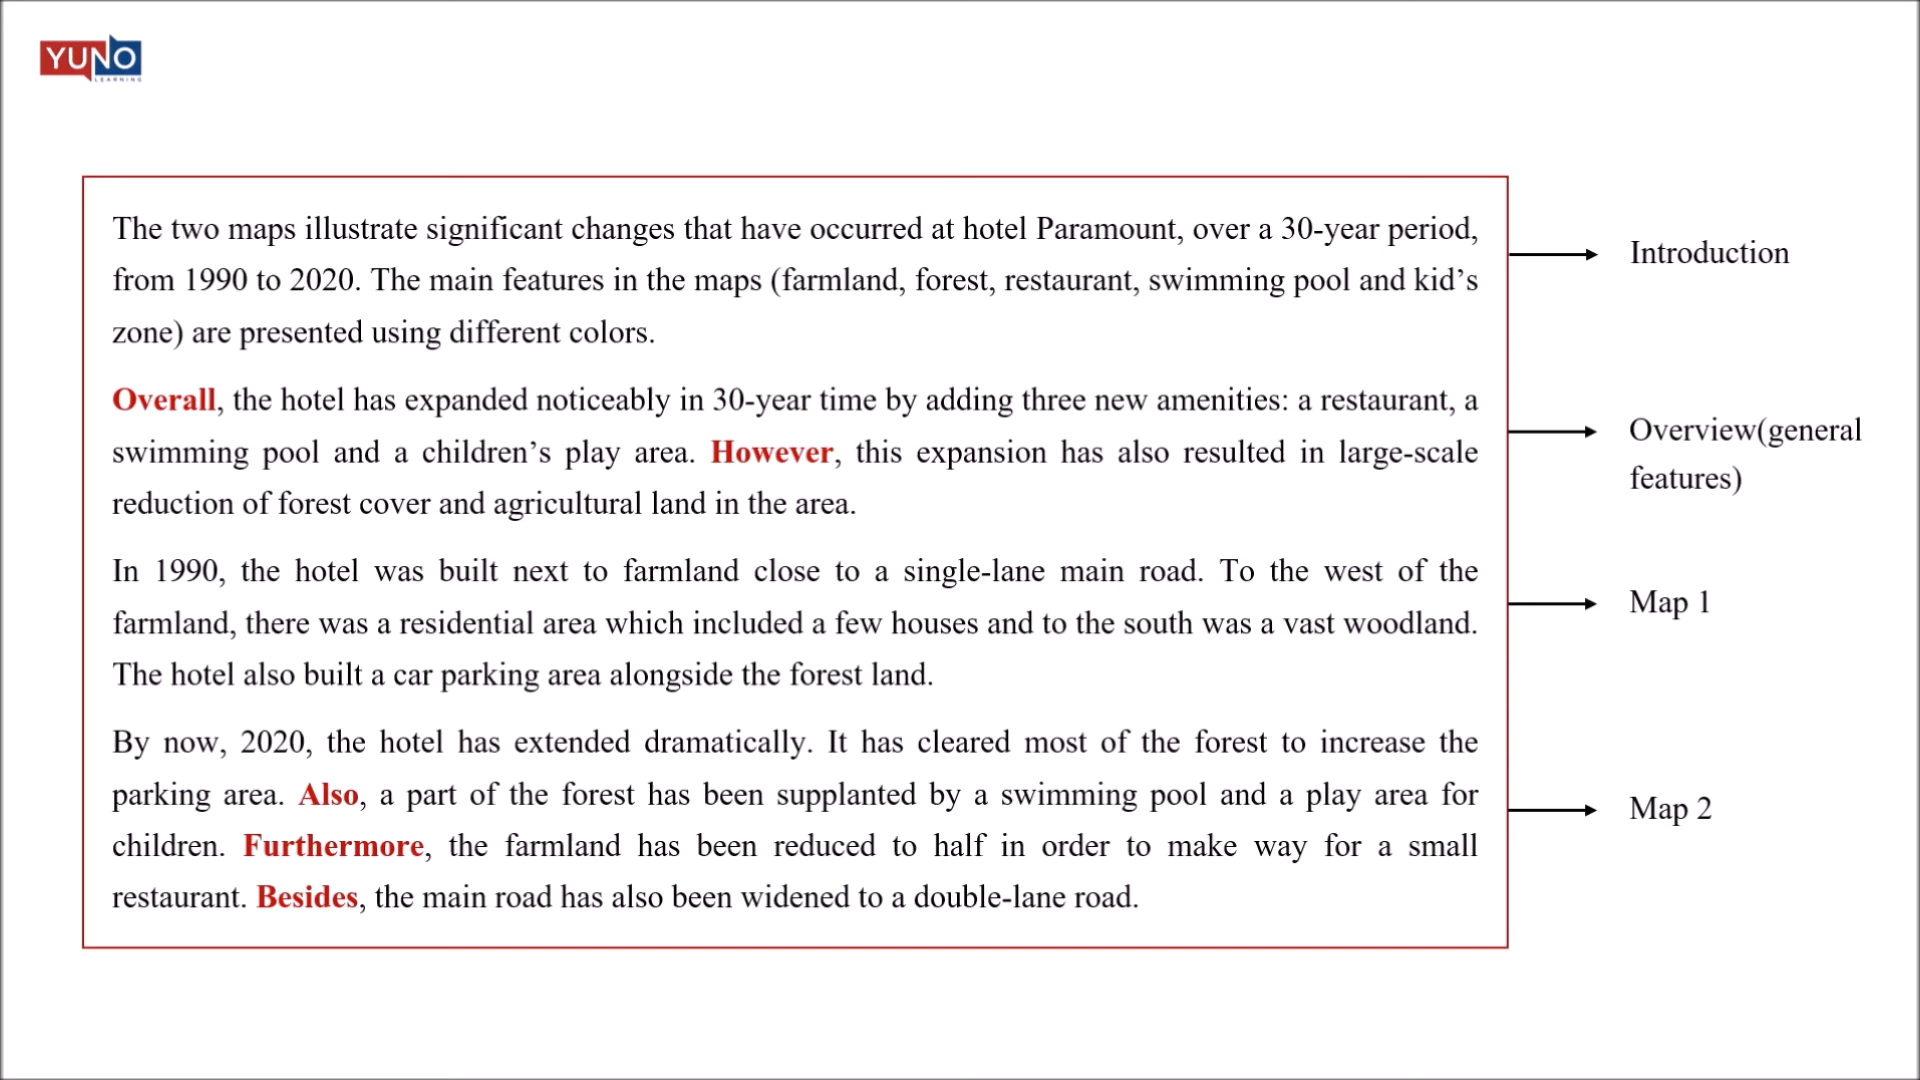 YUNO
LEARNING
The two maps illustrate significant changes that have occurred at hotel Paramount, over a 30-year period,
from 1990 to 2020. The main features in the maps (farmland, forest, restaurant, swimming pool and kid’s
zone) are presented using different colors.
Overall, the hotel has expanded noticeably in 30-year time by adding three new amenities: a restaurant, a
swimming pool and a children’s play area. However, this expansion has also resulted in large-scale
reduction of forest cover and agricultural land in the area.
In 1990, the hotel was built next to farmland close to a single-lane main road. To the west of the
farmland, there was a residential area which included a few houses and to the south was a vast woodland.
The hotel also built a car parking area alongside the forest land.
By now, 2020, the hotel has extended dramatically. It has cleared most of the forest to increase the
parking area. Also, a part of the forest has been supplanted by a swimming pool and a play area for
children. Furthermore, the farmland has been reduced to half in order to make way for a small
restaurant. Besides, the main road has also been widened to a double-lane road.
Introduction
Overview(general
features)
Map 1
Map 2